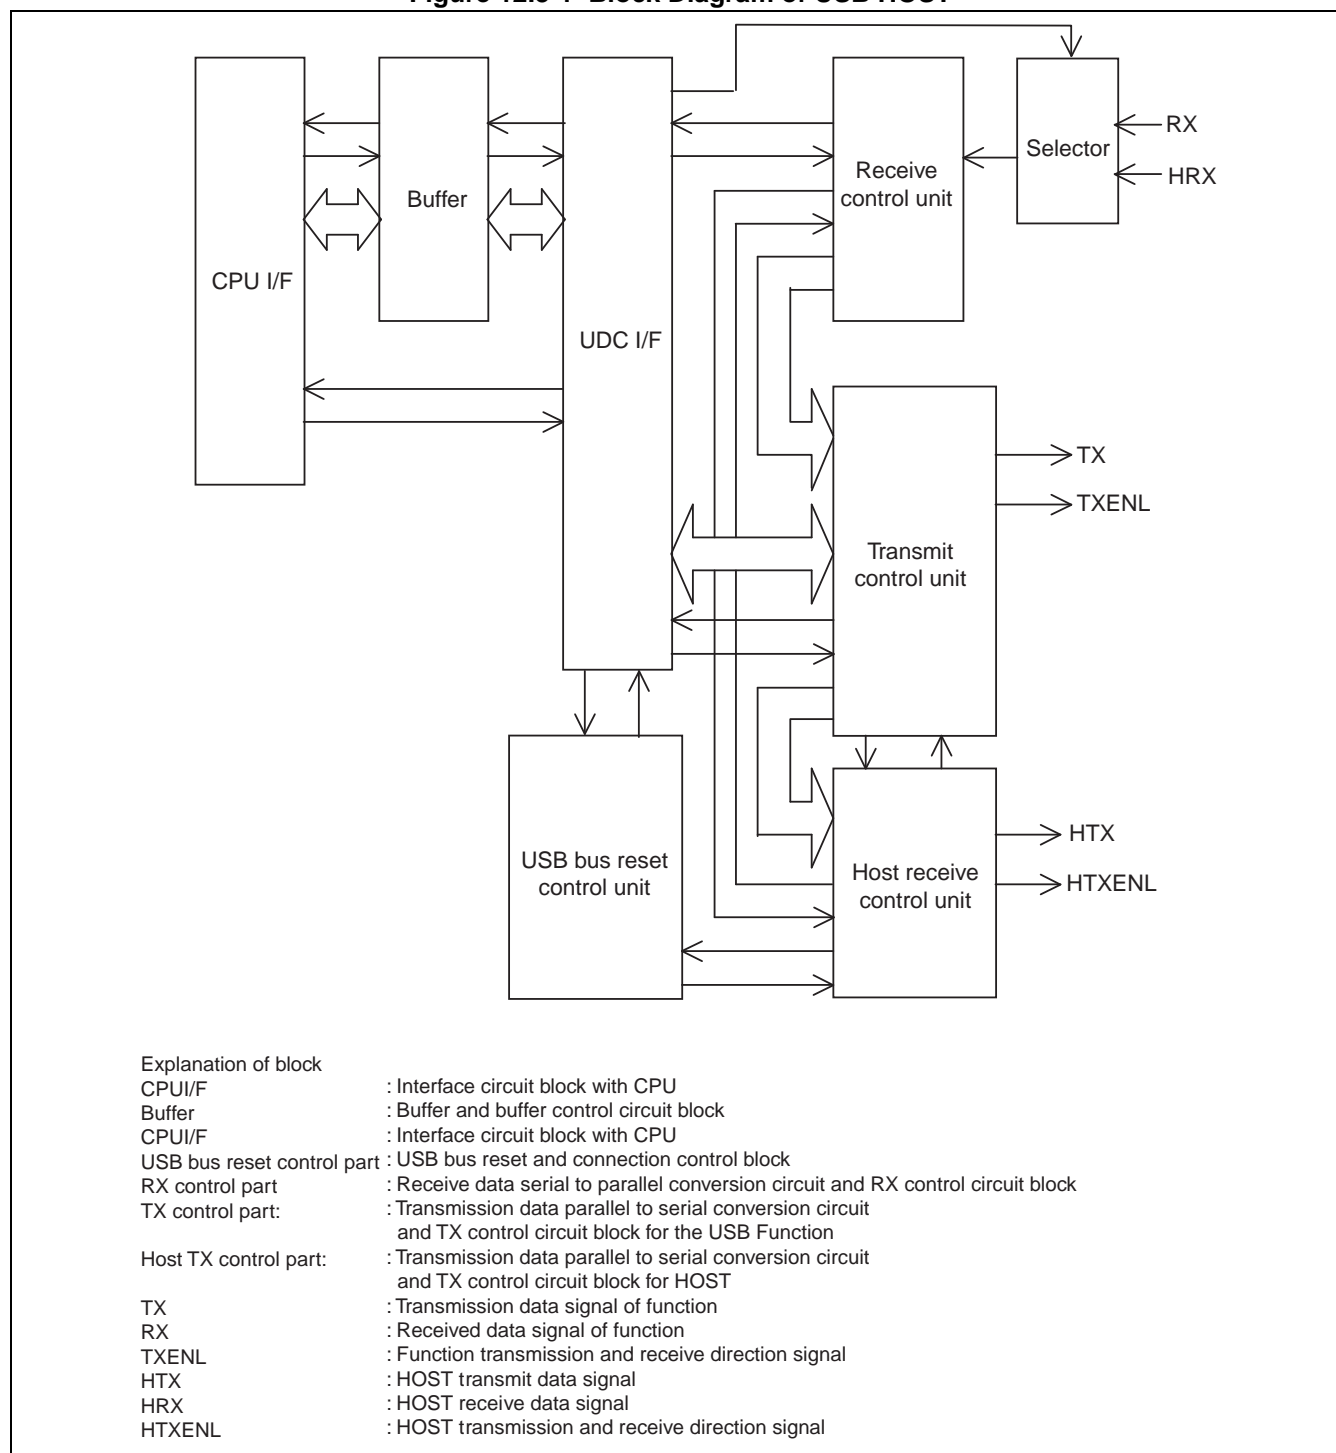 Figure 12.3-1 Block Diagram of USB HOST
RX
Selector
HRX
Receive
control unit
Buffer
CPU I/F
UDC I/F
TX
TXENL
Transmit
control unit
HTX
USB bus reset
control unit
Host receive
control unit
HTXENL
Explanation of block
CPUI/F : Interface circuit block with CPU
Buffer : Buffer and buffer control circuit block
CPUI/F : Interface circuit block with CPU
USB bus reset control part : USB bus reset and connection control block
RX control part : Receive data serial to parallel conversion circuit and RX control circuit block
TX control part: : Transmission data parallel to serial conversion circuit
and TX control circuit block for the USB Function
Host TX control part: : Transmission data parallel to serial conversion circuit
and TX control circuit block for HOST
TX : Transmission data signal of function
RX : Received data signal of function
TXENL : Function transmission and receive direction signal
HTX : HOST transmit data signal
HRX : HOST receive data signal
HTXENL : HOST transmission and receive direction signal